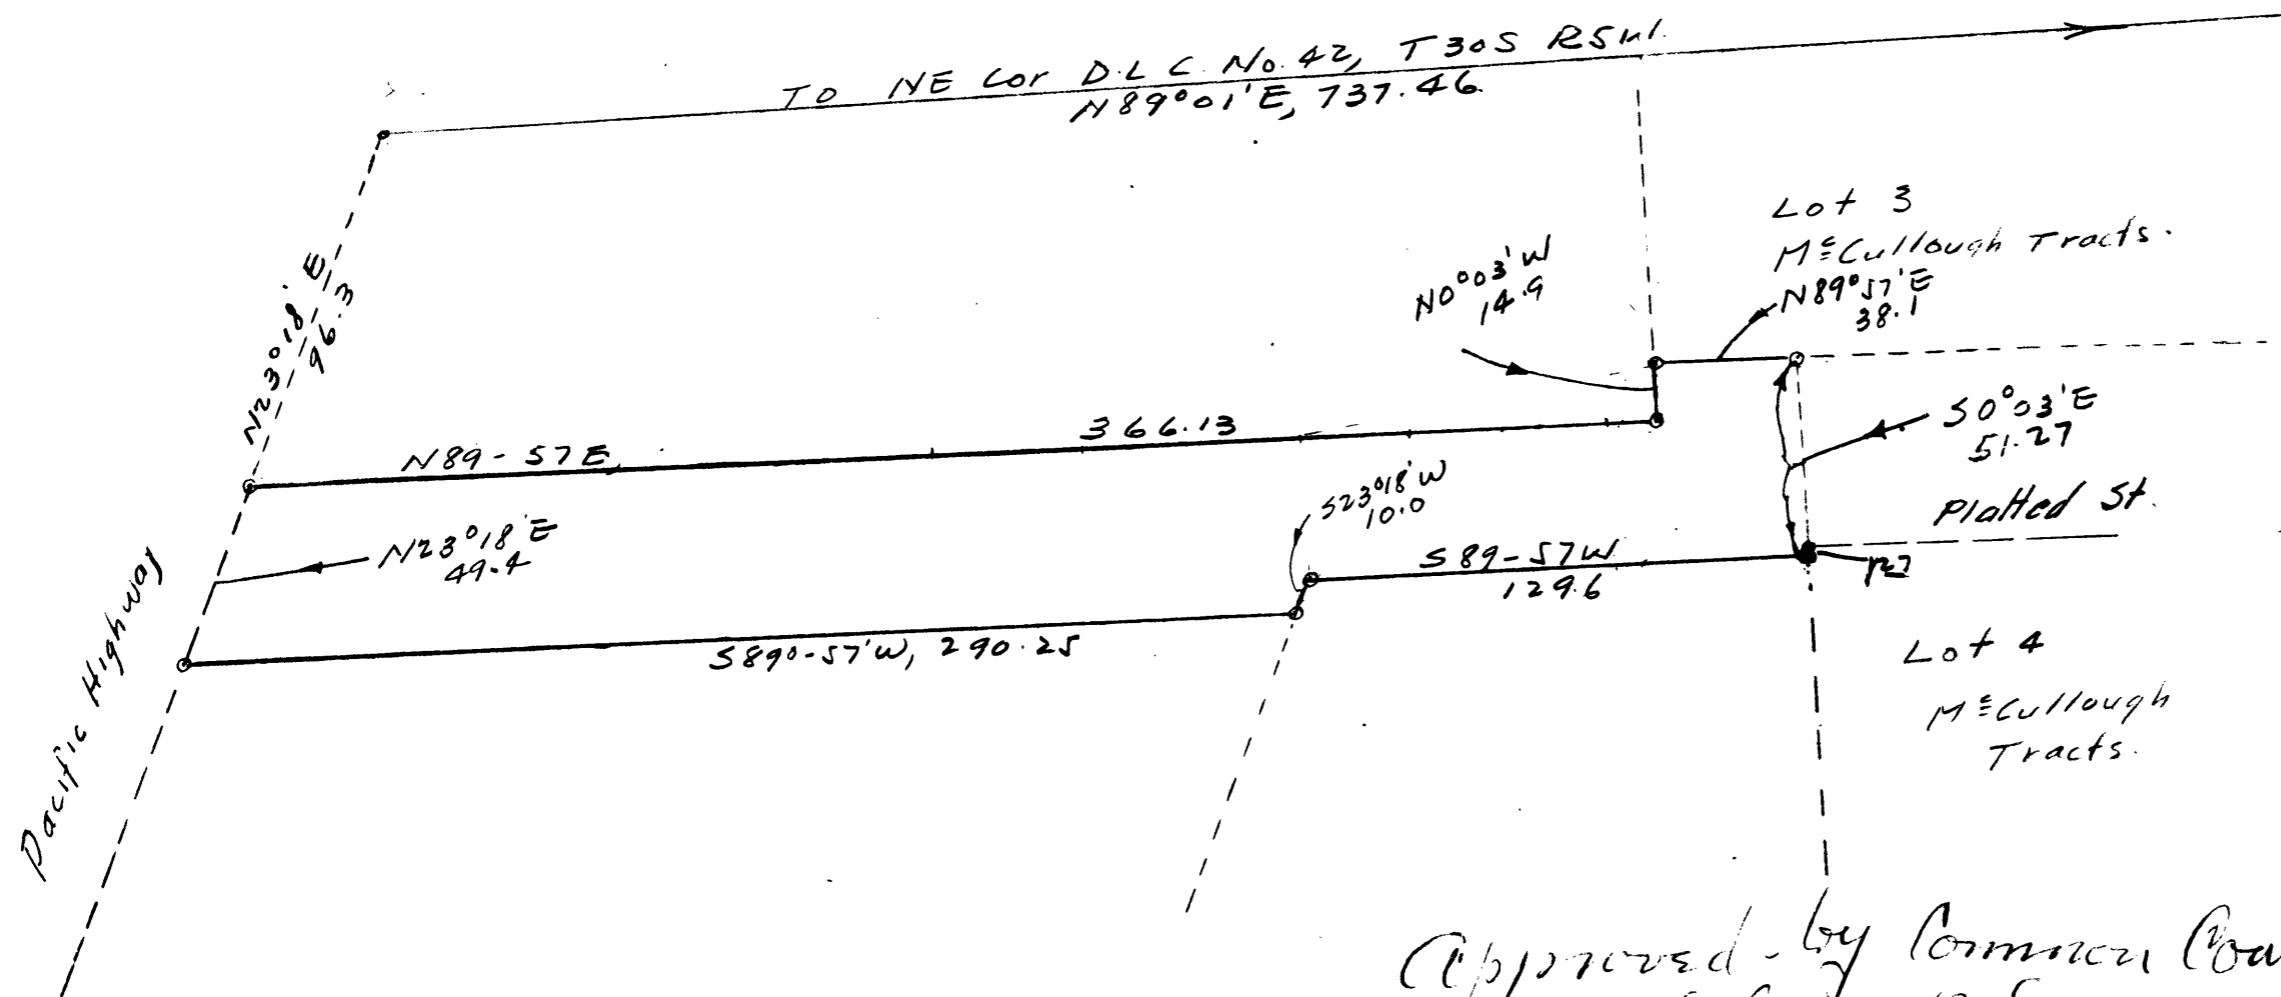 TO NE Cor D.L.C. No. 42, T30S R5W.
N89°01'E, 737.46
N23°18'E
96.3
Lot 3
McCullough Tracts.
N89°57'E
38.1
N0°03'W
14.9
S0°03'E
51.27
Platted St.
N89-57E, 366.13
S23°18'W
10.0
N23°18'E
49.4
S89-57W
129.6
S89°-57'W, 290.25
Pacific Highway
Lot 4
McCullough
Tracts.
Approved by Common